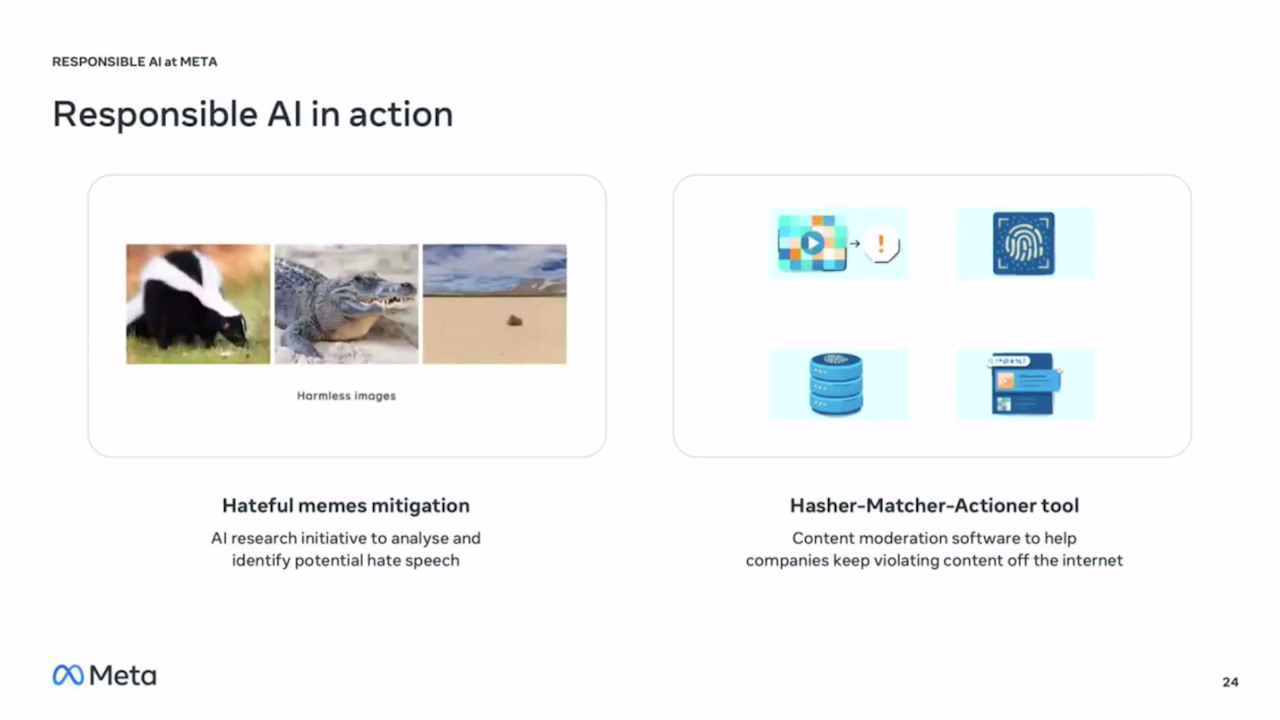 RESPONSIBLE AI at META
Responsible AI in action
Harmless images
Hateful memes mitigation
AI research initiative to analyse and
identify potential hate speech
Hasher-Matcher-Actioner tool
Content moderation software to help
companies keep violating content off the internet
Meta
24